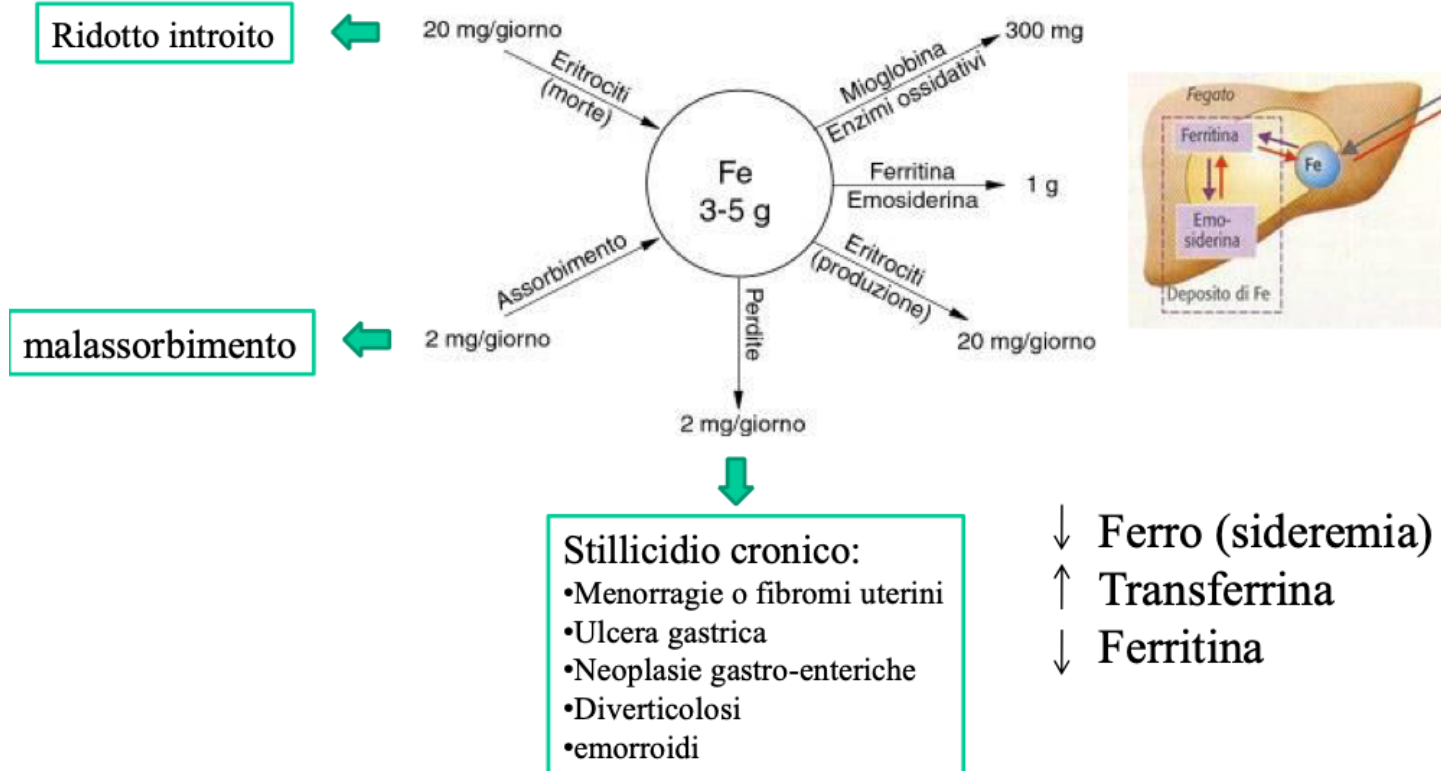 Ridotto introito
20 mg/giorno
Eritrociti
(morte)
Mioglobina
Enzimi ossidativi
300 mg
Fe
3-5 g
Ferritina
Emosiderina
1 g
Assorbimento
2 mg/giorno
malassorbimento
Eritrociti
(produzione)
20 mg/giorno
Perdite
2 mg/giorno
Fegato
Ferritina
Fe
Emo-
siderina
Deposito di Fe
Stillicidio cronico:
•Menorragie o fibromi uterini
•Ulcera gastrica
•Neoplasie gastro-enteriche
•Diverticolosi
•emorroidi
↓ Ferro (sideremia)
↑ Transferrina
↓ Ferritina